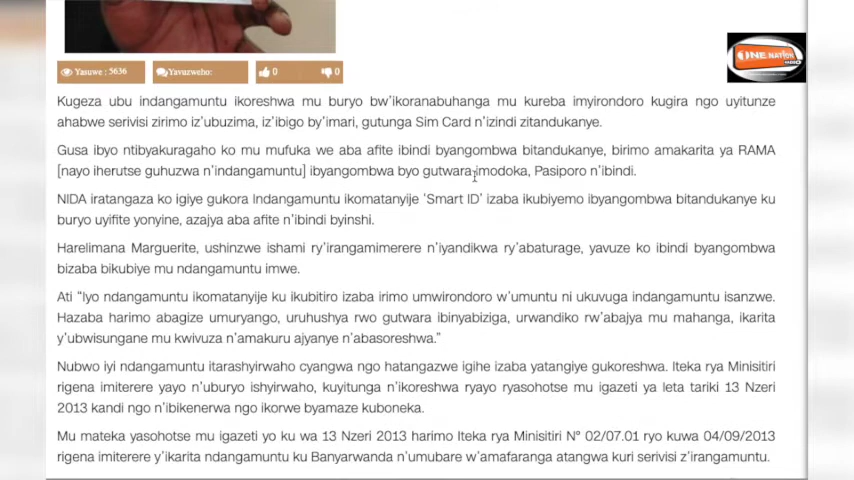 Yasuwe : 5636
Yavuzweho:
0
0
ONE NATION
RADIO
Kugeza ubu indangamuntu ikoreshwa mu buryo bw'ikoranabuhanga mu kureba imyirondoro kugira ngo uyitunze
ahabwe serivisi zirimo iz'ubuzima, iz'ibigo by'imari, gutunga Sim Card n'izindi zitandukanye.
Gusa ibyo ntibyakuragaho ko mu mufuka we aba afite ibindi byangombwa bitandukanye, birimo amakarita ya RAMA
[nayo iherutse guhuzwa n'indangamuntu] ibyangombwa byo gutwara imodoka, Pasiporo n'ibindi.
NIDA iratangaza ko igiye gukora Indangamuntu ikomatanyije 'Smart ID' izaba ikubiyemo ibyangombwa bitandukanye ku
buryo uyifite yonyine, azajya aba afite n'ibindi byinshi.
Harelimana Marguerite, ushinzwe ishami ry'irangamimerere n'iyandikwa ry'abaturage, yavuze ko ibindi byangombwa
bizaba bikubiye mu ndangamuntu imwe.
Ati "Iyo ndangamuntu ikomatanyije ku ikubitiro izaba irimo umwirondoro w'umuntu ni ukuvuga indangamuntu isanzwe.
Hazaba harimo abagize umuryango, uruhushya rwo gutwara ibinyabiziga, urwandiko rw'abajya mu mahanga, ikarita
y'ubwisungane mu kwivuza n'amakuru ajyanye n'abasoreshwa."
Nubwo iyi ndangamuntu itarashyirwaho cyangwa ngo hatangazwe igihe izaba yatangiye gukoreshwa. Iteka rya Minisitiri
rigena imiterere yayo n'uburyo ishyirwaho, kuyitunga n'ikoreshwa ryayo ryasohotse mu igazeti ya leta tariki 13 Nzeri
2013 kandi ngo n'ibikenerwa ngo ikorwe byamaze kuboneka.
Mu mateka yasohotse mu igazeti yo ku wa 13 Nzeri 2013 harimo Iteka rya Minisitiri N° 02/07.01 ryo kuwa 04/09/2013
rigena imiterere y'ikarita ndangamuntu ku Banyarwanda n'umubare w'amafaranga atangwa kuri serivisi z'irangamuntu.